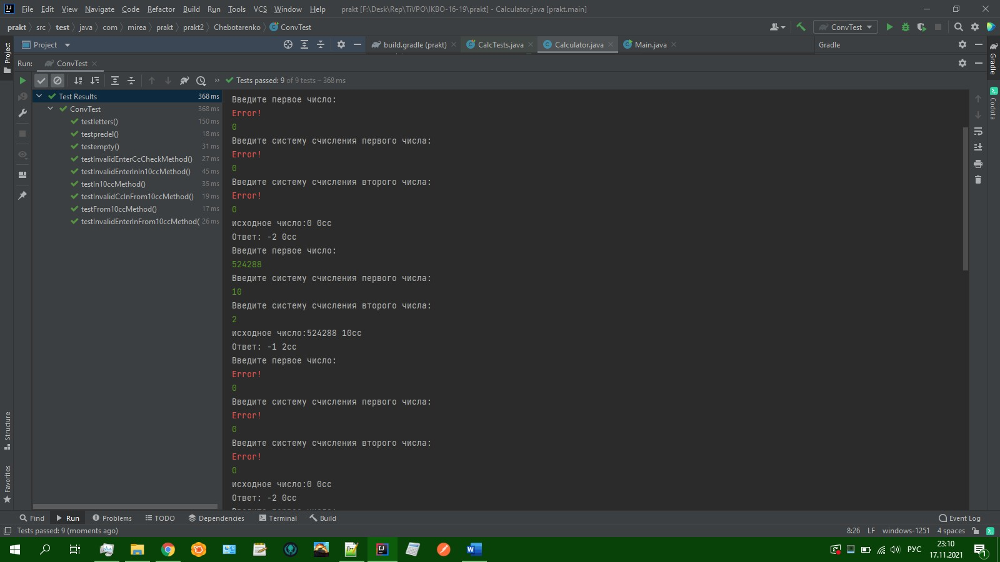 File Edit View Navigate Code Refactor Build Run Tools VCS Window Help prakt [F:\Desk\Rep\TiVPO\IKBO-16-19\prakt] - Calculator.java [prakt.main]
prakt src test java com mirea prakt prakt2 Chebotarenko ConvTest ConvTest
Project build.gradle (prakt) CalcTests.java Calculator.java Main.java Gradle
Run: ConvTest
Tests passed: 9 of 9 tests – 368 ms
Test Results 368 ms
ConvTest 368 ms
testletters() 150 ms
testpredel() 18 ms
testempty() 31 ms
testInvalidEnterCcCheckMethod() 27 ms
testInvalidEnterInIn10ccMethod() 45 ms
testIn10ccMethod() 35 ms
testInvalidCcInFrom10ccMethod() 19 ms
testFrom10ccMethod() 17 ms
testInvalidEnterInFrom10ccMethod( 26 ms
Введите первое число:
Error!
0
Введите систему счисления первого числа:
Error!
0
Введите систему счисления второго числа:
Error!
0
исходное число:0 0сс
Ответ: -2 0сс
Введите первое число:
524288
Введите систему счисления первого числа:
10
Введите систему счисления второго числа:
2
исходное число:524288 10сс
Ответ: -1 2сс
Введите первое число:
Error!
0
Введите систему счисления первого числа:
Error!
0
Введите систему счисления второго числа:
Error!
0
исходное число:0 0сс
Ответ: -2 0сс
Project
Structure
Favorites
Gradle
Codota
Find Run Problems TODO Dependencies Terminal Build Event Log
Tests passed: 9 (moments ago) 8:26 LF windows-1251 4 spaces
РУС 23:10
17.11.2021
1